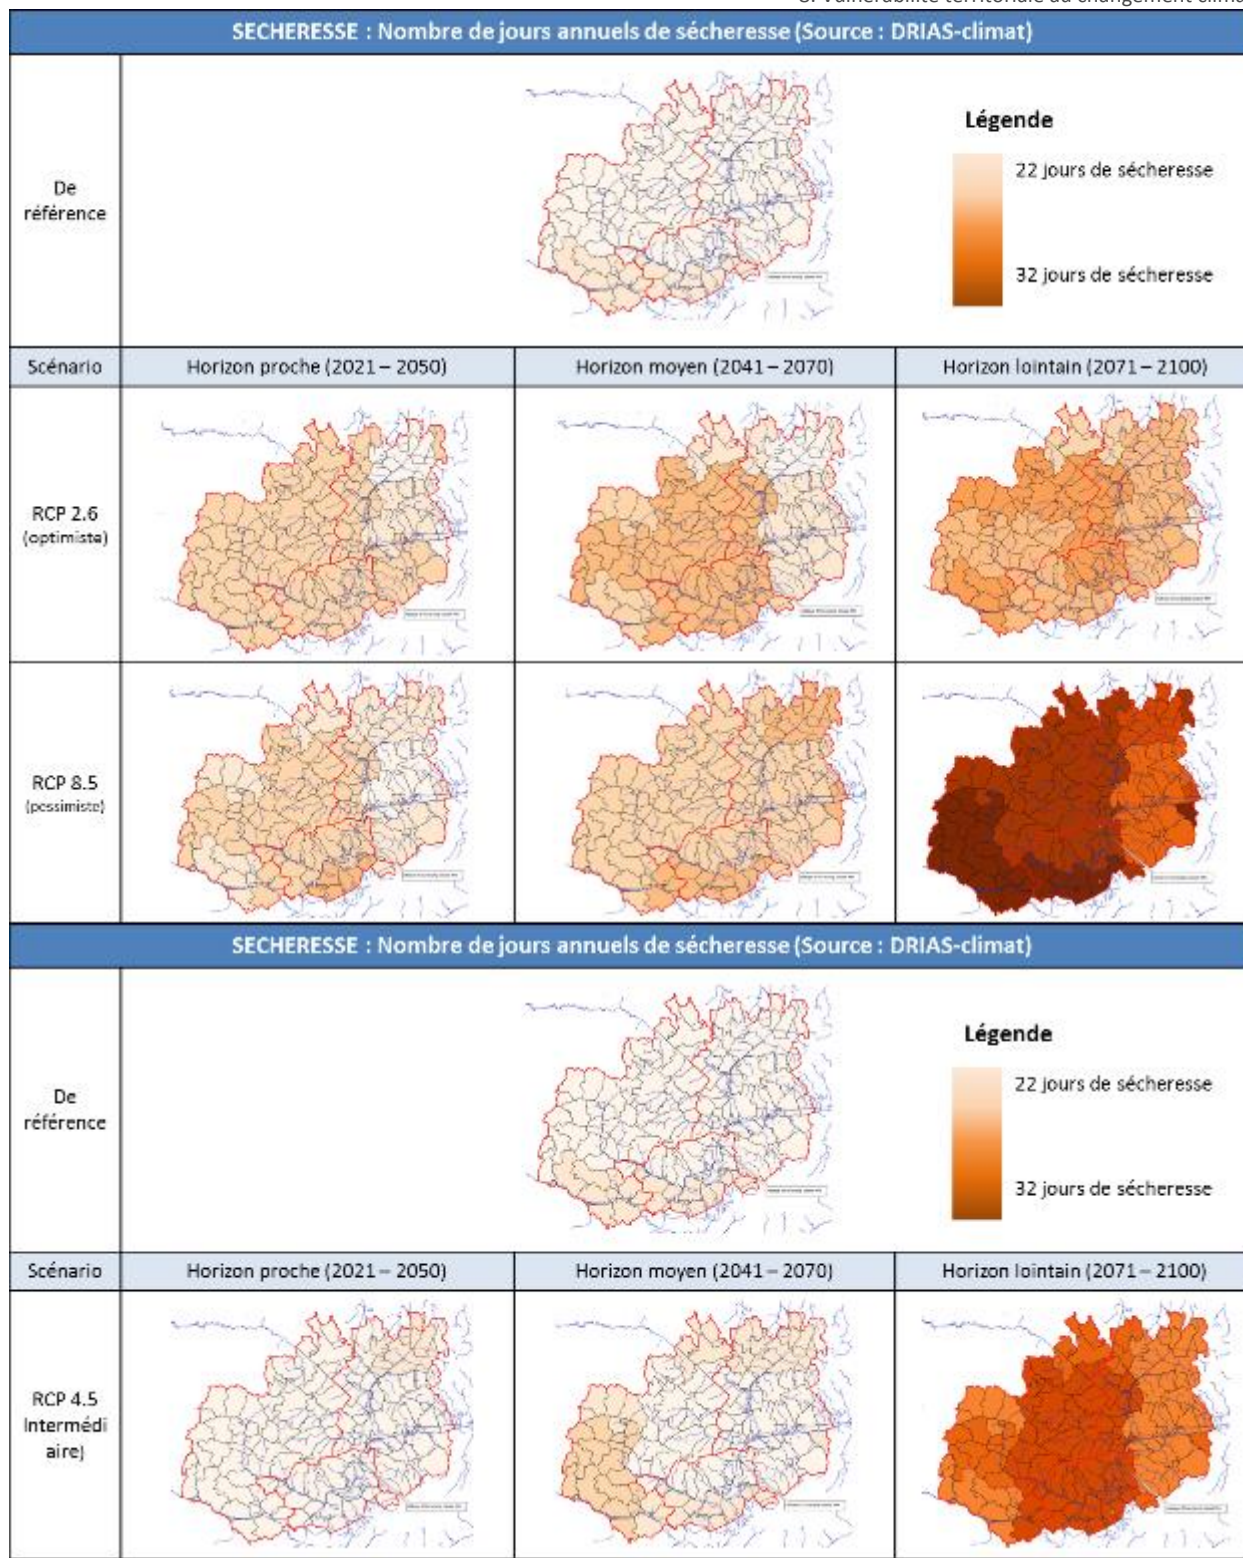 SECHERESSE : Nombre de jours annuels de sécheresse (Source : DRIAS-climat)
De
référence
Légende
22 jours de sécheresse
32 jours de sécheresse
Scénario
Horizon proche (2021 – 2050)
Horizon moyen (2041 – 2070)
Horizon lointain (2071 – 2100)
RCP 2.6
(optimiste)
RCP 8.5
(pessimiste)
SECHERESSE : Nombre de jours annuels de sécheresse (Source : DRIAS-climat)
De
référence
Légende
22 jours de sécheresse
32 jours de sécheresse
Scénario
Horizon proche (2021 – 2050)
Horizon moyen (2041 – 2070)
Horizon lointain (2071 – 2100)
RCP 4.5
Intermédi
aire)